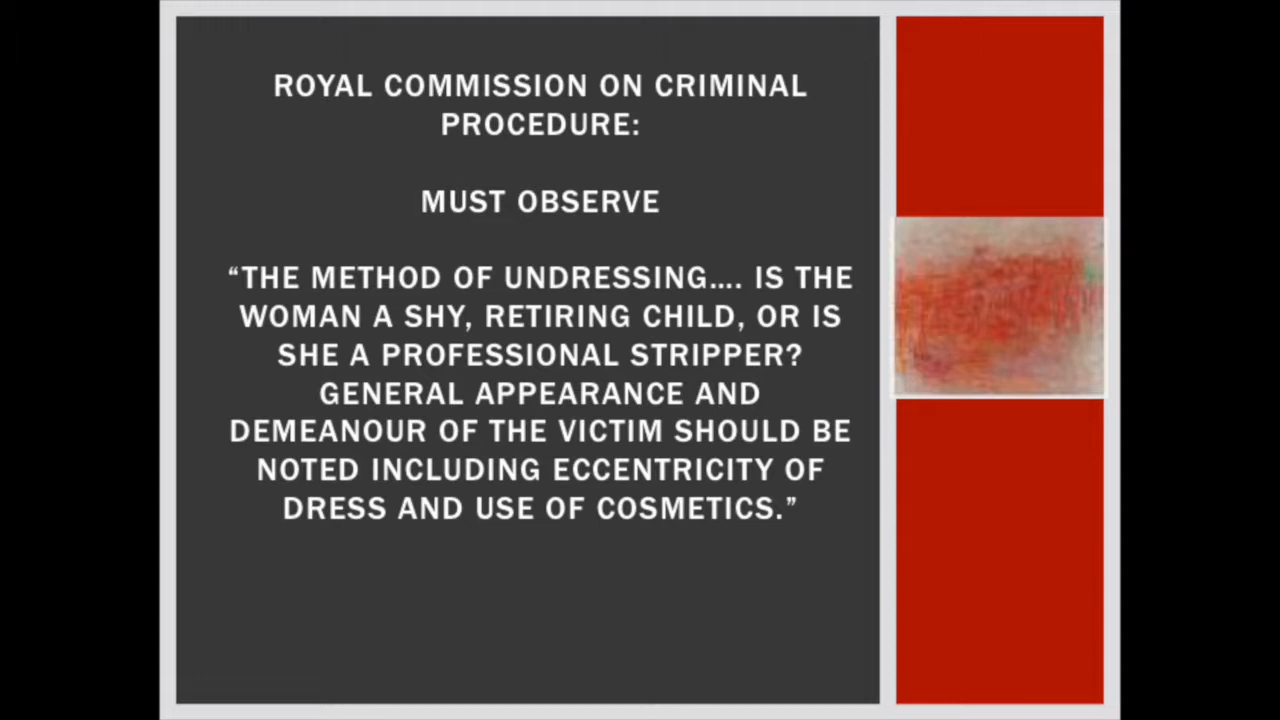 ROYAL COMMISSION ON CRIMINAL
PROCEDURE:
MUST OBSERVE
“THE METHOD OF UNDRESSING.... IS THE
WOMAN A SHY, RETIRING CHILD, OR IS
SHE A PROFESSIONAL STRIPPER?
GENERAL APPEARANCE AND
DEMEANOUR OF THE VICTIM SHOULD BE
NOTED INCLUDING ECCENTRICITY OF
DRESS AND USE OF COSMETICS.”